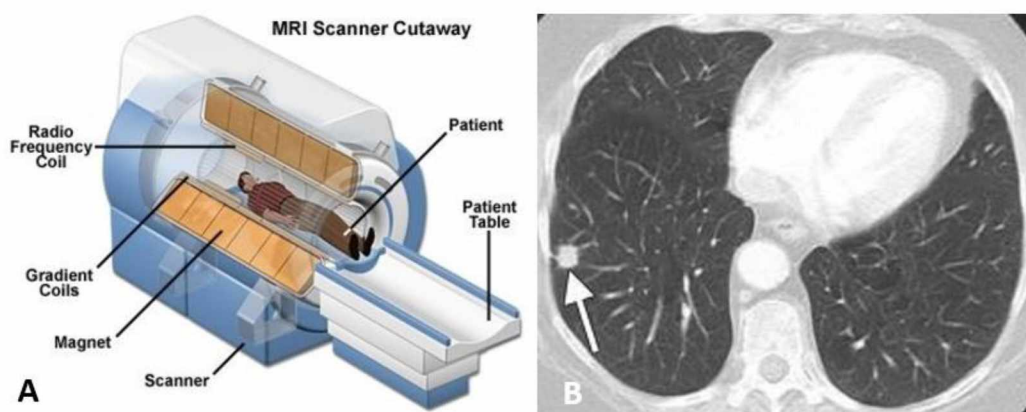 MRI Scanner Cutaway
Radio
Frequency
Coil
Patient
Patient
Table
Gradient
Coils
Magnet
Scanner
A
B